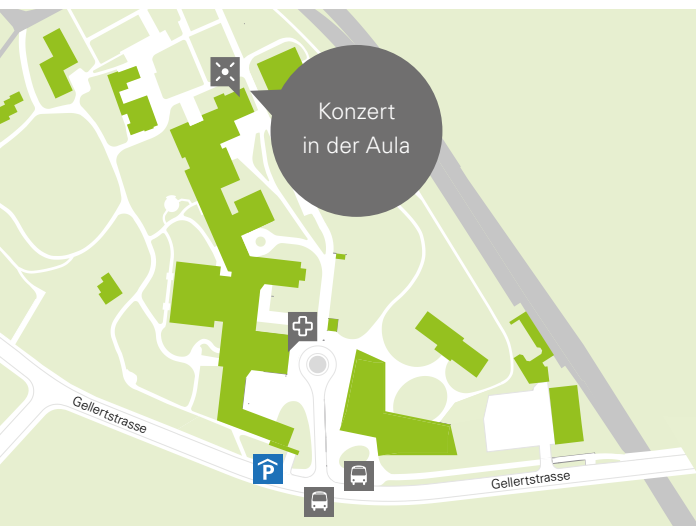 Konzert
in der Aula
Gellertstrasse
P
Gellertstrasse